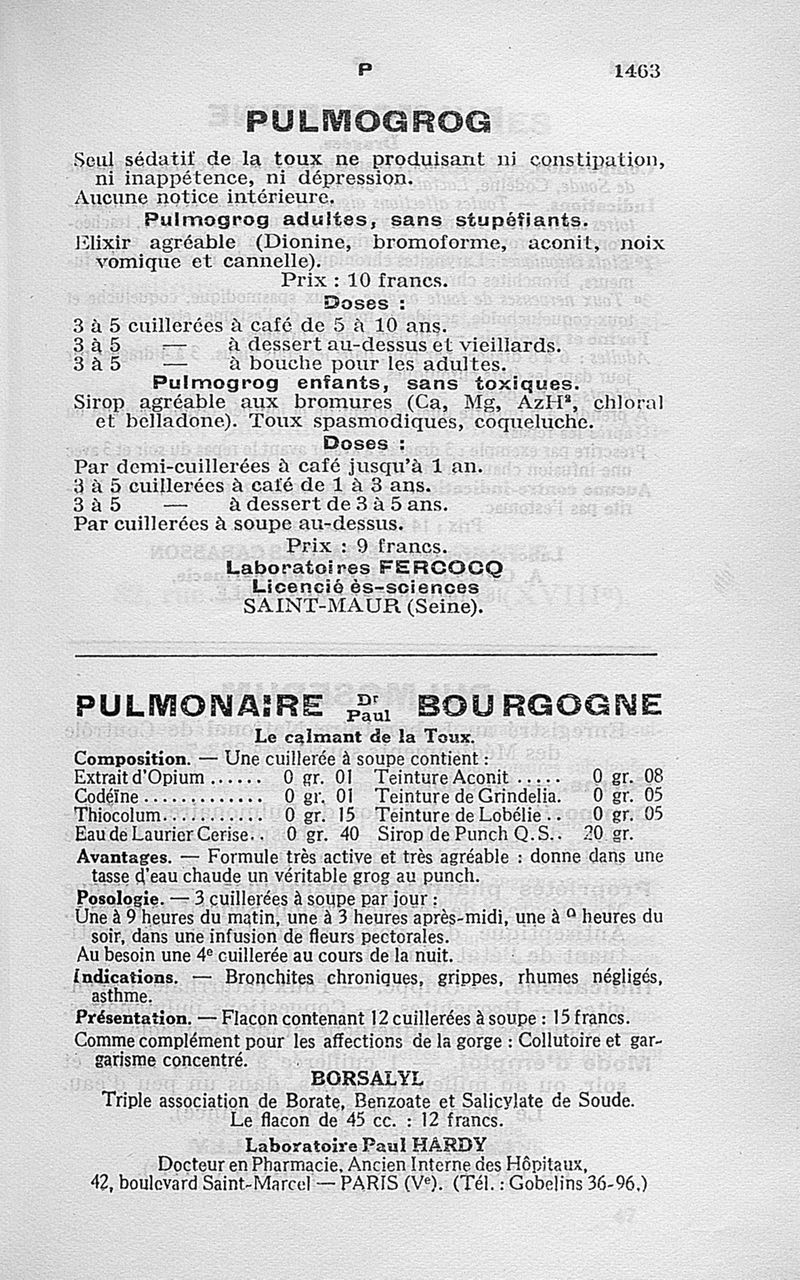 P 1463
PULMOGROG
Seul sédatif de la toux ne produisant ni constipation,
ni inappétence, ni dépression.
Aucune notice intérieure.
Pulmogrog adultes, sans stupéfiants.
Elixir agréable (Dionine, bromoforme, aconit, noix
vomique et cannelle).
Prix : 10 francs.
Doses :
3 à 5 cuillerées à café de 5 à 10 ans.
3 à 5 — à dessert au-dessus et vieillards.
3 à 5 — à bouche pour les adultes.
Pulmogrog enfants, sans toxiques.
Sirop agréable aux bromures (Ca, Mg, AzH⁴, chloral
et belladone). Toux spasmodiques, coqueluche.
Doses :
Par demi-cuillerées à café jusqu'à 1 an.
3 à 5 cuillerées à café de 1 à 3 ans.
3 à 5 — à dessert de 3 à 5 ans.
Par cuillerées à soupe au-dessus.
Prix : 9 francs.
Laboratoires FERCOCQ
Licencié ès-sciences
SAINT-MAUR (Seine).
PULMONAIRE Dr Paul BOURGOGNE
Le calmant de la Toux.
Composition. — Une cuillerée à soupe contient :
Extrait d'Opium ...... 0 gr. 01 Teinture Aconit ..... 0 gr. 08
Codéïne ............. 0 gr. 01 Teinture de Grindelia. 0 gr. 05
Thiocolum........... 0 gr. 15 Teinture de Lobélie .. 0 gr. 05
Eau de Laurier Cerise.. 0 gr. 40 Sirop de Punch Q.S.. 20 gr.
Avantages. — Formule très active et très agréable : donne dans une
tasse d'eau chaude un véritable grog au punch.
Posologie. — 3 cuillerées à soupe par jour :
Une à 9 heures du matin, une à 3 heures après-midi, une à heures du
soir, dans une infusion de fleurs pectorales.
Au besoin une 4e cuillerée au cours de la nuit.
Indications. — Bronchites chroniques, grippes, rhumes négligés,
asthme.
Présentation. — Flacon contenant 12 cuillerées à soupe : 15 francs.
Comme complément pour les affections de la gorge : Collutoire et gar-
garisme concentré.
BORSALYL
Triple association de Borate, Benzoate et Salicylate de Soude.
Le flacon de 45 cc. : 12 francs.
Laboratoire Paul HARDY
Docteur en Pharmacie, Ancien Interne des Hôpitaux,
42, boulevard Saint-Marcel — PARIS (Ve). (Tél. : Gobelins 36-96.)